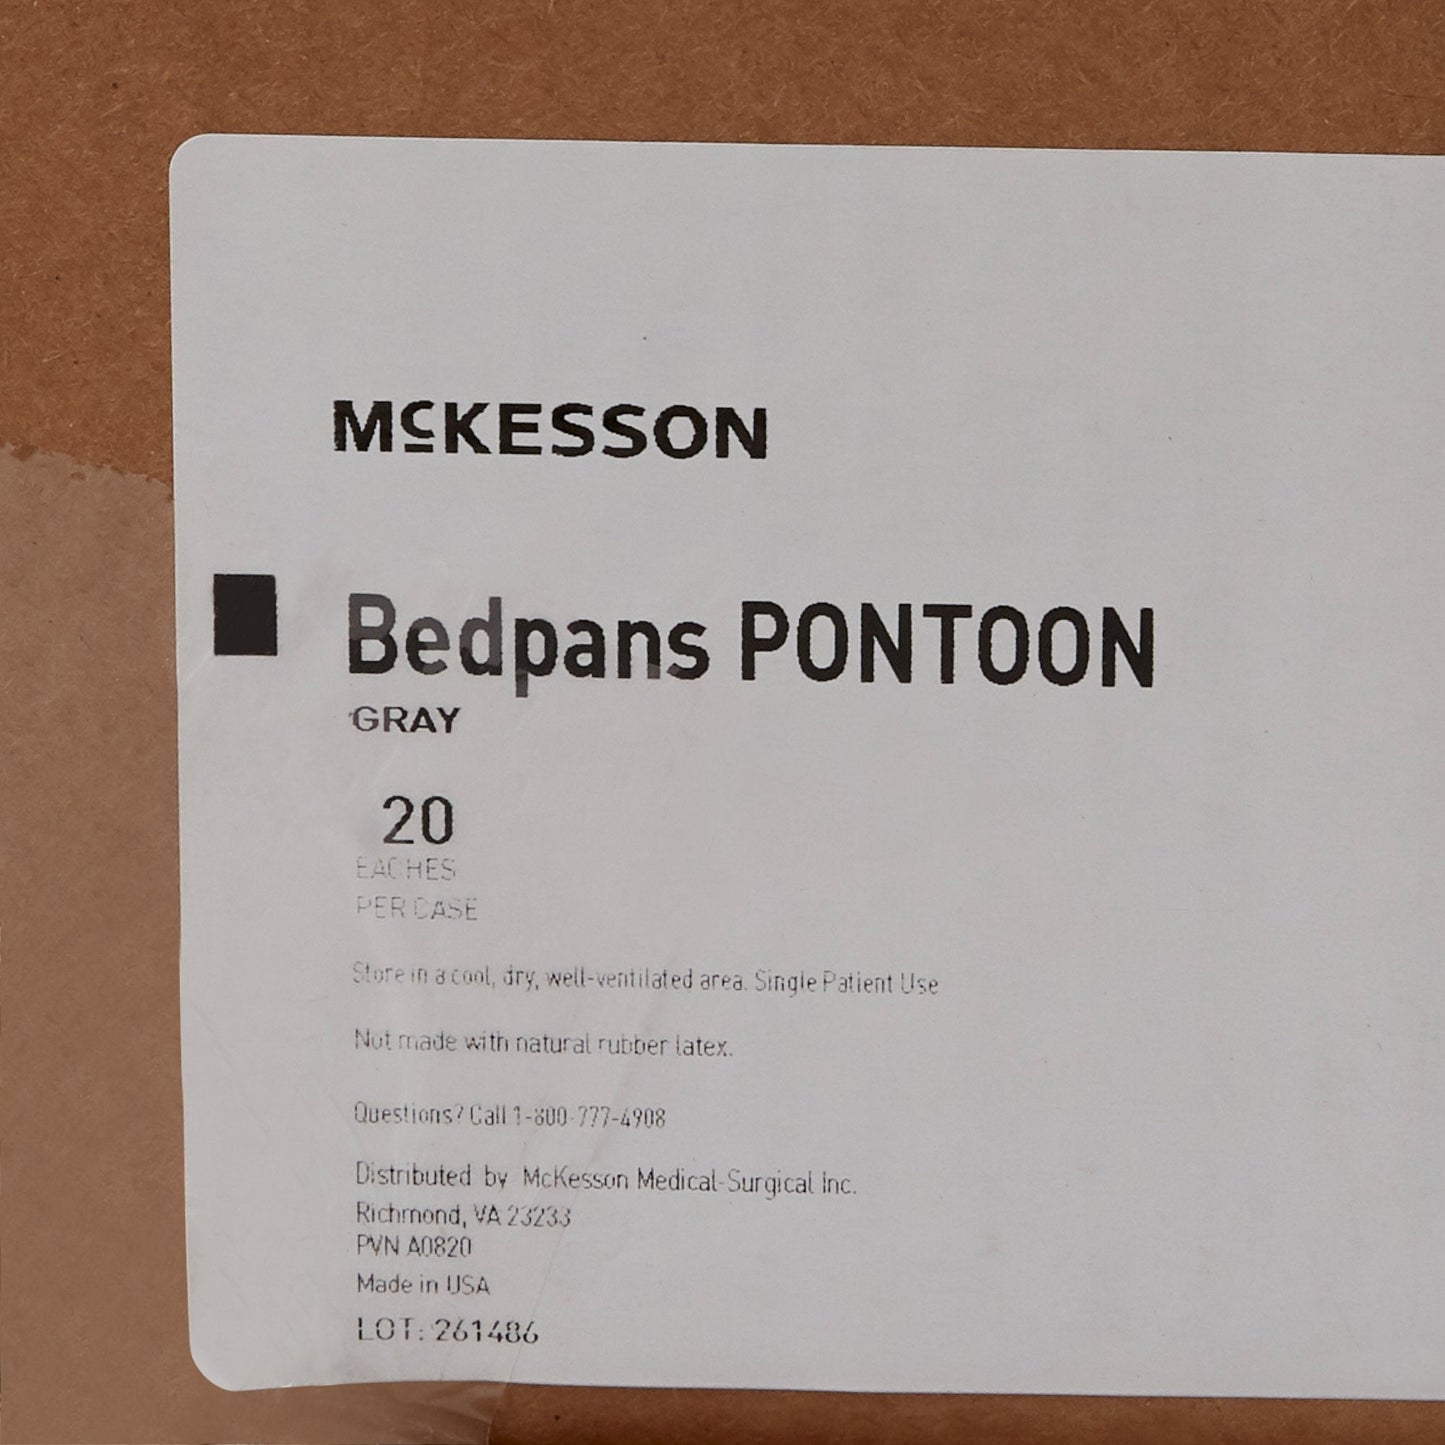 McKESSON
Bedpans PONTOON
GRAY
20
EACHES
PER CASE
Store in a cool, dry, well-ventilated area. Single Patient Use
Not made with natural rubber latex.
Questions? Call 1-800-777-4908
Distributed by McKesson Medical-Surgical Inc.
Richmond, VA 23233
PVN A0820
Made in USA
LOT: 261486